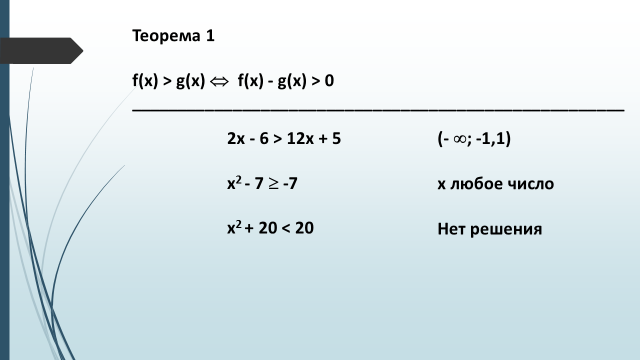 Теорема 1
f(x) > g(x) ⇔ f(x) - g(x) > 0
2x - 6 > 12x + 5 (- ∞; -1,1)
x² - 7 ≥ -7 x любое число
x² + 20 < 20 Нет решения